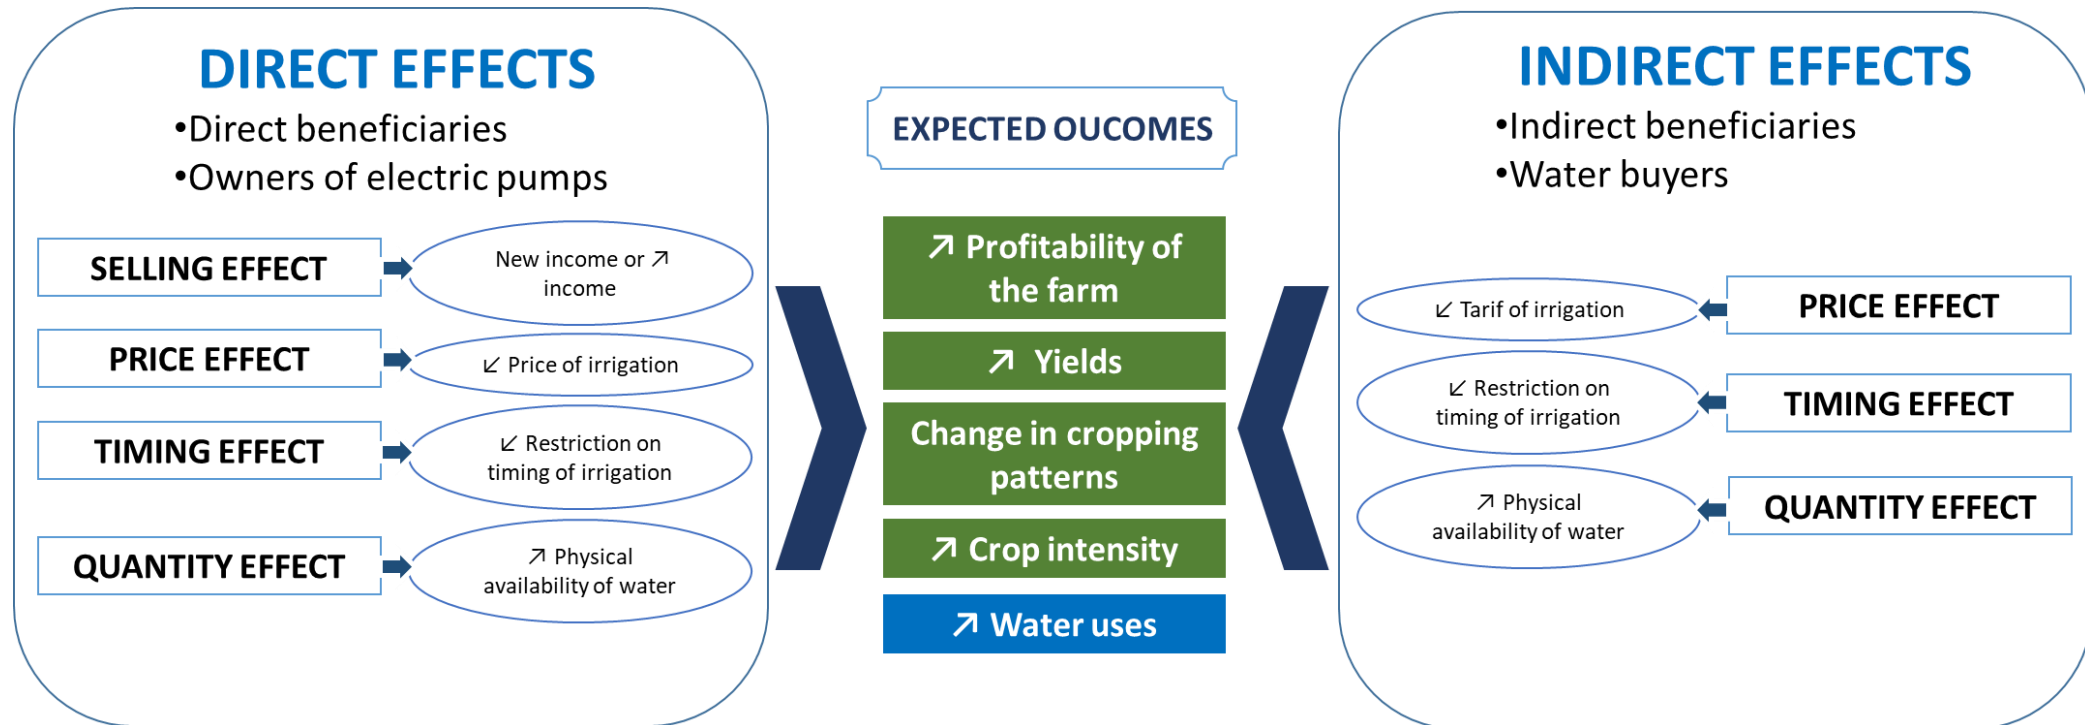 DIRECT EFFECTS
•Direct beneficiaries
•Owners of electric pumps
SELLING EFFECT
New income or ↗
income
PRICE EFFECT
↙ Price of irrigation
TIMING EFFECT
↙ Restriction on
timing of irrigation
QUANTITY EFFECT
↗ Physical
availability of water
EXPECTED OUCOMES
↗ Profitability of
the farm
↗ Yields
Change in cropping
patterns
↗ Crop intensity
↗ Water uses
INDIRECT EFFECTS
•Indirect beneficiaries
•Water buyers
↙ Tarif of irrigation
PRICE EFFECT
↙ Restriction on
timing of irrigation
TIMING EFFECT
↗ Physical
availability of water
QUANTITY EFFECT